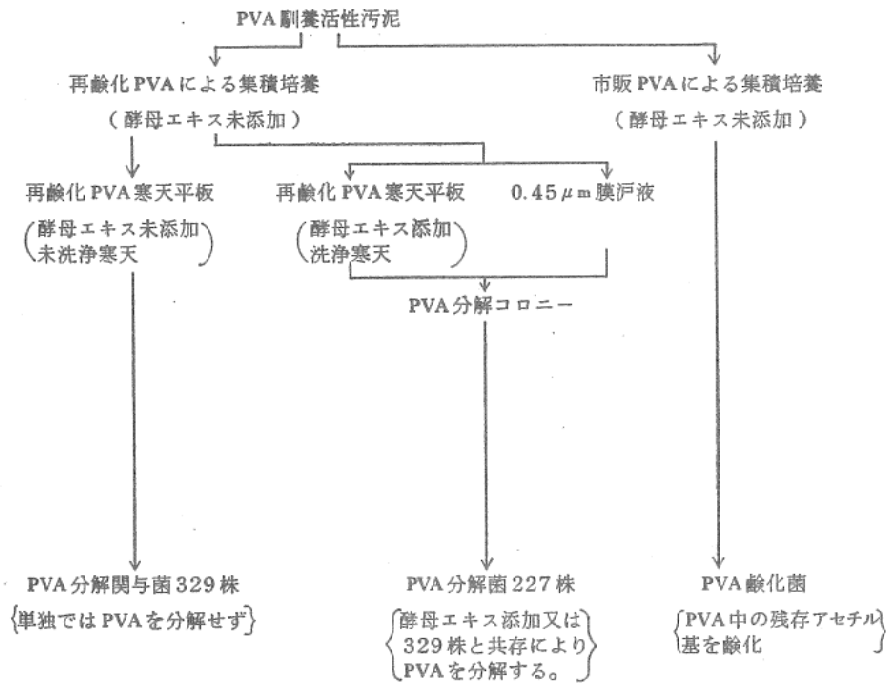 PVA馴養活性汚泥
再鹸化PVAによる集積培養
(酵母エキス未添加)
市販PVAによる集積培養
(酵母エキス未添加)
再鹸化PVA寒天平板
(酵母エキス未添加
未洗浄寒天)
再鹸化PVA寒天平板
(酵母エキス添加
洗浄寒天)
0.45μm膜沪液
PVA分解コロニー
PVA分解関与菌329株
{単独ではPVAを分解せず}
PVA分解菌227株
{酵母エキス添加又は
329株と共存により
PVAを分解する。}
PVA鹸化菌
{PVA中の残存アセチル
基を鹸化}